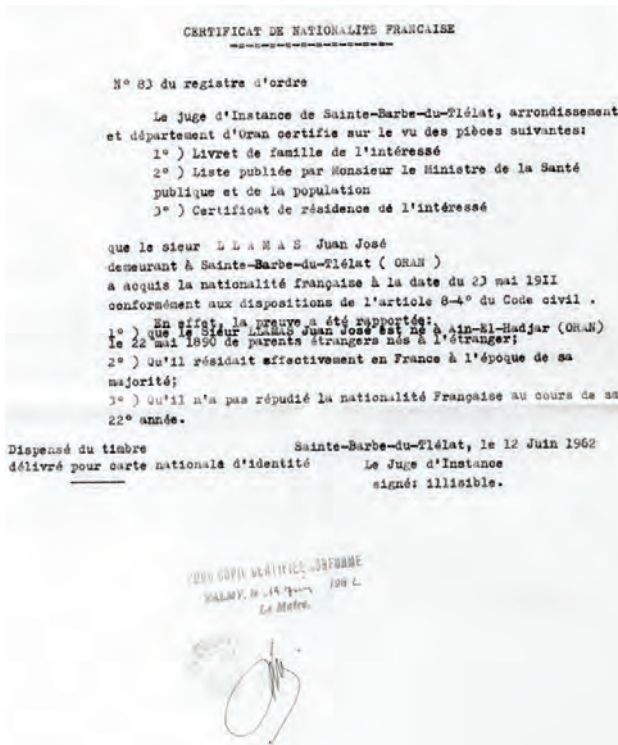 CERTIFICAT DE NATIONALITE FRANCAISE
N° 83 du registre d'ordre
Le juge d'Instance de Sainte-Barbe-du-Tlélat, arrondissement
et département d'Oran certifie sur le vu des pièces suivantes:
1° ) Livret de famille de l'intéressé
2° ) Liste publiée par Monsieur le Ministre de la Santé
publique et de la population
3° ) Certificat de résidence de l'intéressé
que le sieur L L A M A S Juan José
demeurant à Sainte-Barbe-du-Tlélat ( ORAN )
a acquis la nationalité française à la date du 23 mai 19II
conformément aux dispositions de l'article 8-4° du Code civil .
En effet, la preuve a été rapportée:
1° ) que le Siéur LLAMAS Juan José est né à Ain-El-Hadjar (ORAN)
le 22 mai 1890 de parents étrangers nés à l'étranger;
2° ) Qu'il résidait effectivement en France à l'époque de sa
majorité;
3° ) Qu'il n'a pas répudié la nationalité Française au cours de sa
22° année.
Dispensé du timbre
délivré pour carte nationale d'identité
Sainte-Barbe-du-Tlélat, le 12 Juin 1962
Le Juge d'Instance
signé: illisible.
POUR COPIE CERTIFIEE CONFORME
VALMY, le 14 Juin 1962
Le Maire.